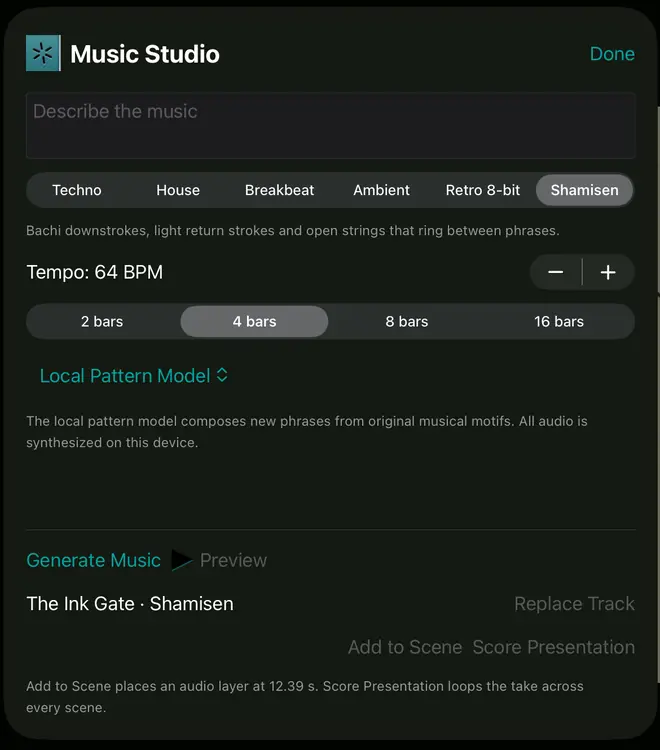 Music Studio
Done
Describe the music
Techno House Breakbeat Ambient Retro 8-bit Shamisen
Bachi downstrokes, light return strokes and open strings that ring between phrases.
Tempo: 64 BPM
− +
2 bars 4 bars 8 bars 16 bars
Local Pattern Model
The local pattern model composes new phrases from original musical motifs. All audio is
synthesized on this device.
Generate Music Preview
The Ink Gate · Shamisen Replace Track
Add to Scene Score Presentation
Add to Scene places an audio layer at 12.39 s. Score Presentation loops the take across
every scene.